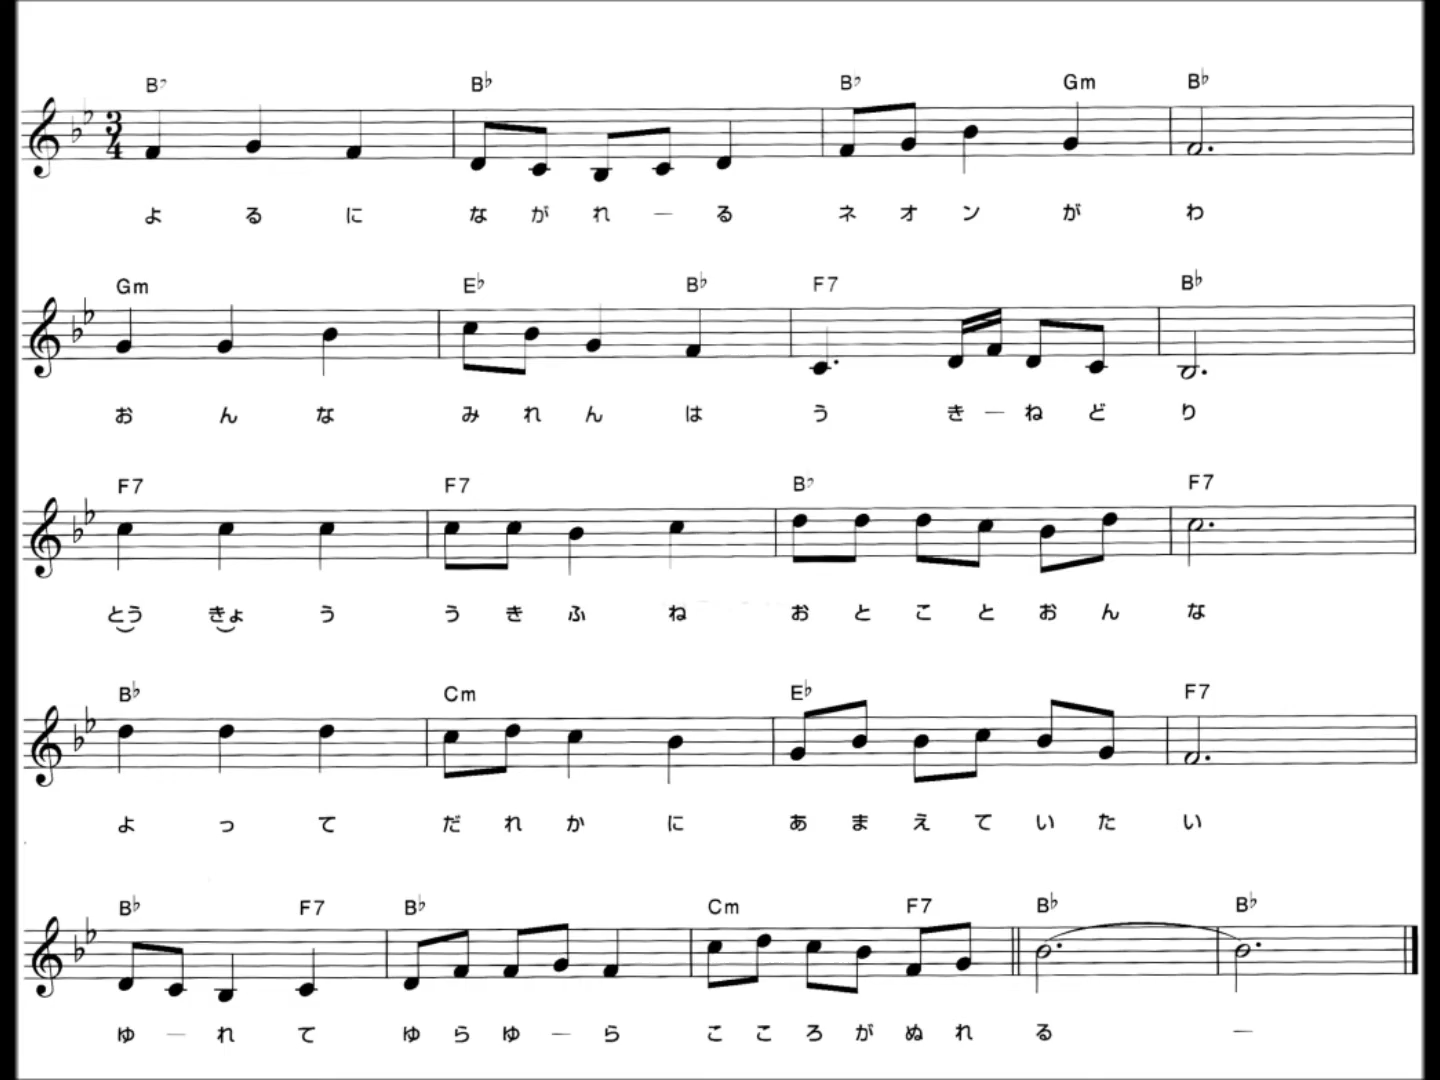 B♭ B♭ B♭ Gm B♭
3
4
よ る に な が れ ー る ネ オ ン が わ
Gm E♭ B♭ F7 B♭
お ん な み れ ん は う き ー ね ど り
F7 F7 B♭ F7
とう きょ う う き ふ ね お と こ と お ん な
B♭ Cm E♭ F7
よ っ て だ れ か に あ ま え て い た い
B♭ F7 B♭ Cm F7 B♭ B♭
ゆ ー れ て ゆ ら ゆ ー ら こ こ ろ が ぬ れ る ー